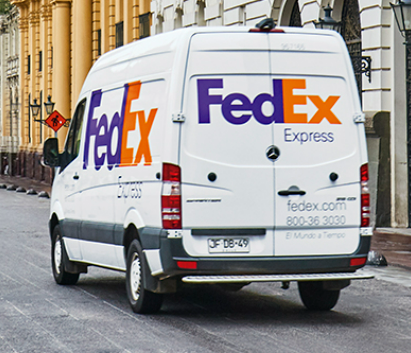 FedEx
Express
FedEx
Express
fedex.com
800-36 3030
El Mundo a Tiempo
JF DB-49